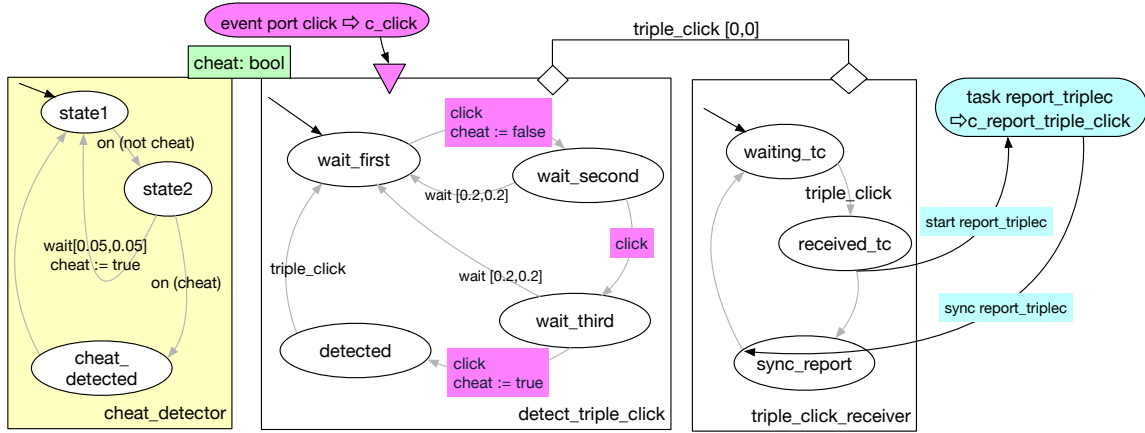 event port click ⇨ c_click
triple_click [0,0]
cheat: bool
state1
on (not cheat)
state2
wait[0.05,0.05]
cheat := true
on (cheat)
cheat_
detected
cheat_detector
click
cheat := false
wait_first
wait_second
wait [0.2,0.2]
click
triple_click
wait [0.2,0.2]
wait_third
detected
click
cheat := true
detect_triple_click
waiting_tc
triple_click
received_tc
sync_report
triple_click_receiver
task report_triplec
⇨c_report_triple_click
start report_triplec
sync report_triplec